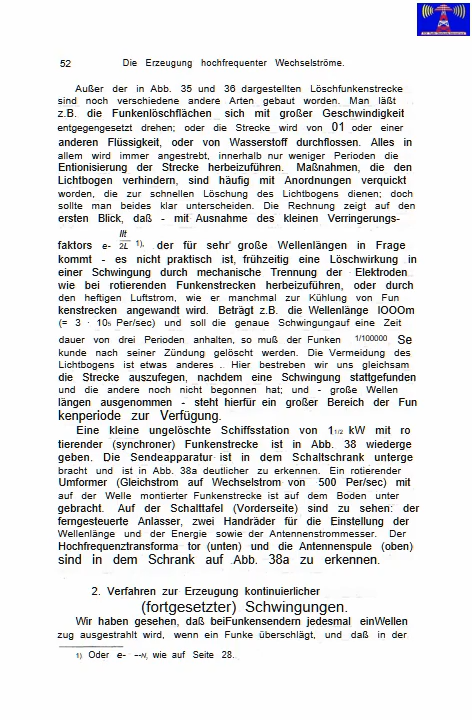 52 Die Erzeugung hochfrequenter Wechselströme.
Außer der in Abb. 35 und 36 dargestellten Löschfunkenstrecke
sind noch verschiedene andere Arten gebaut worden. Man läßt
z.B. die Funkenlöschflächen sich mit großer Geschwindigkeit
entgegengesetzt drehen; oder die Strecke wird von 01 oder einer
anderen Flüssigkeit, oder von Wasserstoff durchflossen. Alles in
allem wird immer angestrebt, innerhalb nur weniger Perioden die
Entionisierung der Strecke herbeizuführen. Maßnahmen, die den
Lichtbogen verhindern, sind häufig mit Anordnungen verquickt
worden, die zur schnellen Löschung des Lichtbogens dienen; doch
sollte man beides klar unterscheiden. Die Rechnung zeigt auf den
ersten Blick, daß - mit Ausnahme des kleinen Verringerungs-
llt
faktors e- 2L 1), der für sehr große Wellenlängen in Frage
kommt - es nicht praktisch ist, frühzeitig eine Löschwirkung in
einer Schwingung durch mechanische Trennung der Elektroden
wie bei rotierenden Funkenstrecken herbeizuführen, oder durch
den heftigen Luftstrom, wie er manchmal zur Kühlung von Fun
kenstrecken angewandt wird. Beträgt z.B. die Wellenlänge lOOOm
(= 3 · 105 Per/sec) und soll die genaue Schwingungauf eine Zeit
dauer von drei Perioden anhalten, so muß der Funken 1/100000 Se
kunde nach seiner Zündung gelöscht werden. Die Vermeidung des
Lichtbogens ist etwas anderes .. Hier bestreben wir uns gleichsam
die Strecke auszufegen, nachdem eine Schwingung stattgefunden
und die andere noch nicht begonnen hat; und - große Wellen
längen ausgenommen - steht hierfür ein großer Bereich der Fun
kenperiode zur Verfügung.
Eine kleine ungelöschte Schiffsstation von 11/2 kW mit ro
tierender (synchroner) Funkenstrecke ist in Abb. 38 wiederge
geben. Die Sendeapparatur ist in dem Schaltschrank unterge
bracht und ist in Abb. 38a deutlicher zu erkennen. Ein rotierender
Umformer (Gleichstrom auf Wechselstrom von 500 Per/sec) mit
auf der Welle montierter Funkenstrecke ist auf dem Boden unter
gebracht. Auf der Schalttafel (Vorderseite) sind zu sehen: der
ferngesteuerte Anlasser, zwei Handräder für die Einstellung der
Wellenlänge und der Energie sowie der Antennenstrommesser. Der
Hochfrequenztransforma tor (unten) und die Antennenspule (oben)
sind in dem Schrank auf Abb. 38a zu erkennen.
2. Verfahren zur Erzeugung kontinuierlicher
(fortgesetzter) Schwingungen.
Wir haben gesehen, daß beiFunkensendern jedesmal einWellen
zug ausgestrahlt wird, wenn ein Funke überschlägt, und daß in der
1) Oder e- --N, wie auf Seite 28.